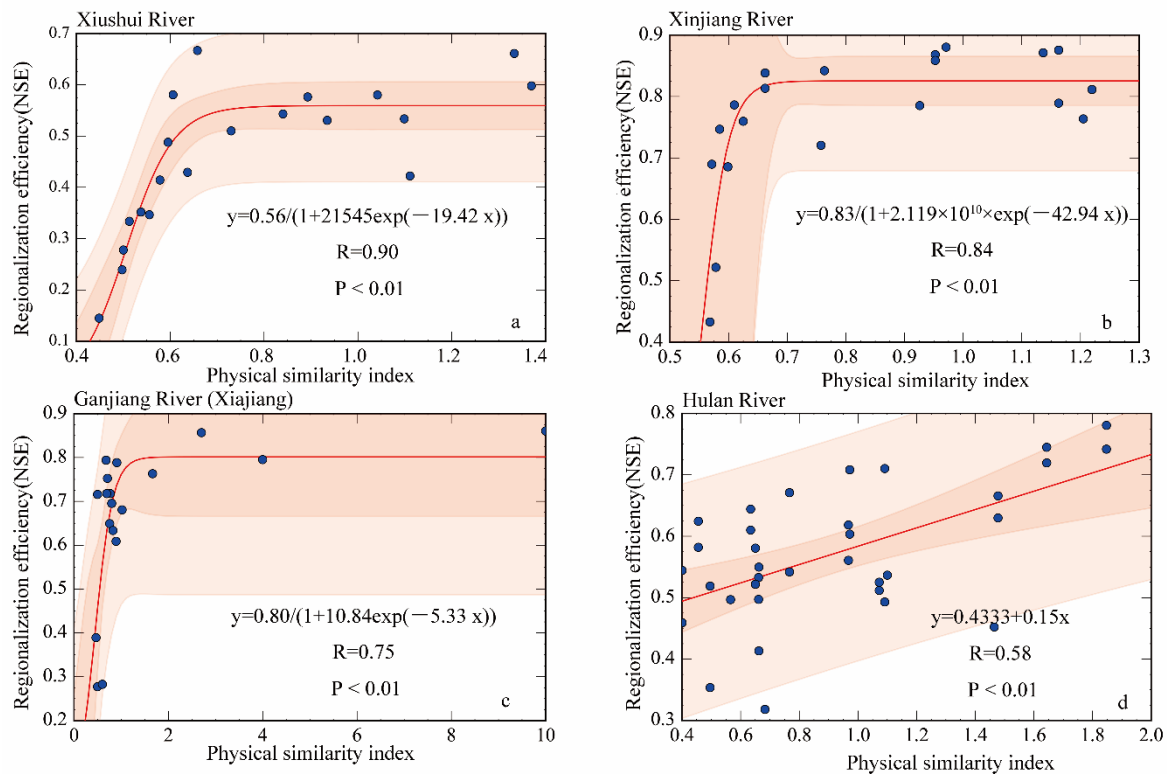 Xiushui River
Regionalization efficiency(NSE)
0.7
0.6
0.5
0.4
0.3
0.2
0.1
y=0.56/(1+21545exp(−19.42 x))
R=0.90
P < 0.01
a
0.4 0.6 0.8 1.0 1.2 1.4
Physical similarity index
Xinjiang River
Regionalization efficiency(NSE)
0.9
0.8
0.7
0.6
0.5
0.4
y=0.83/(1+2.119×10¹⁰×exp(−42.94 x))
R=0.84
P < 0.01
b
0.5 0.6 0.7 0.8 0.9 1.0 1.1 1.2 1.3
Physical similarity index
Ganjiang River (Xiajiang)
Regionalization efficiency(NSE)
0.9
0.8
0.7
0.6
0.5
0.4
0.3
0.2
y=0.80/(1+10.84exp(−5.33 x))
R=0.75
P < 0.01
c
0 2 4 6 8 10
Physical similarity index
Hulan River
Regionalization efficiency(NSE)
0.8
0.7
0.6
0.5
0.4
0.3
y=0.4333+0.15x
R=0.58
P < 0.01
d
0.4 0.6 0.8 1.0 1.2 1.4 1.6 1.8 2.0
Physical similarity index